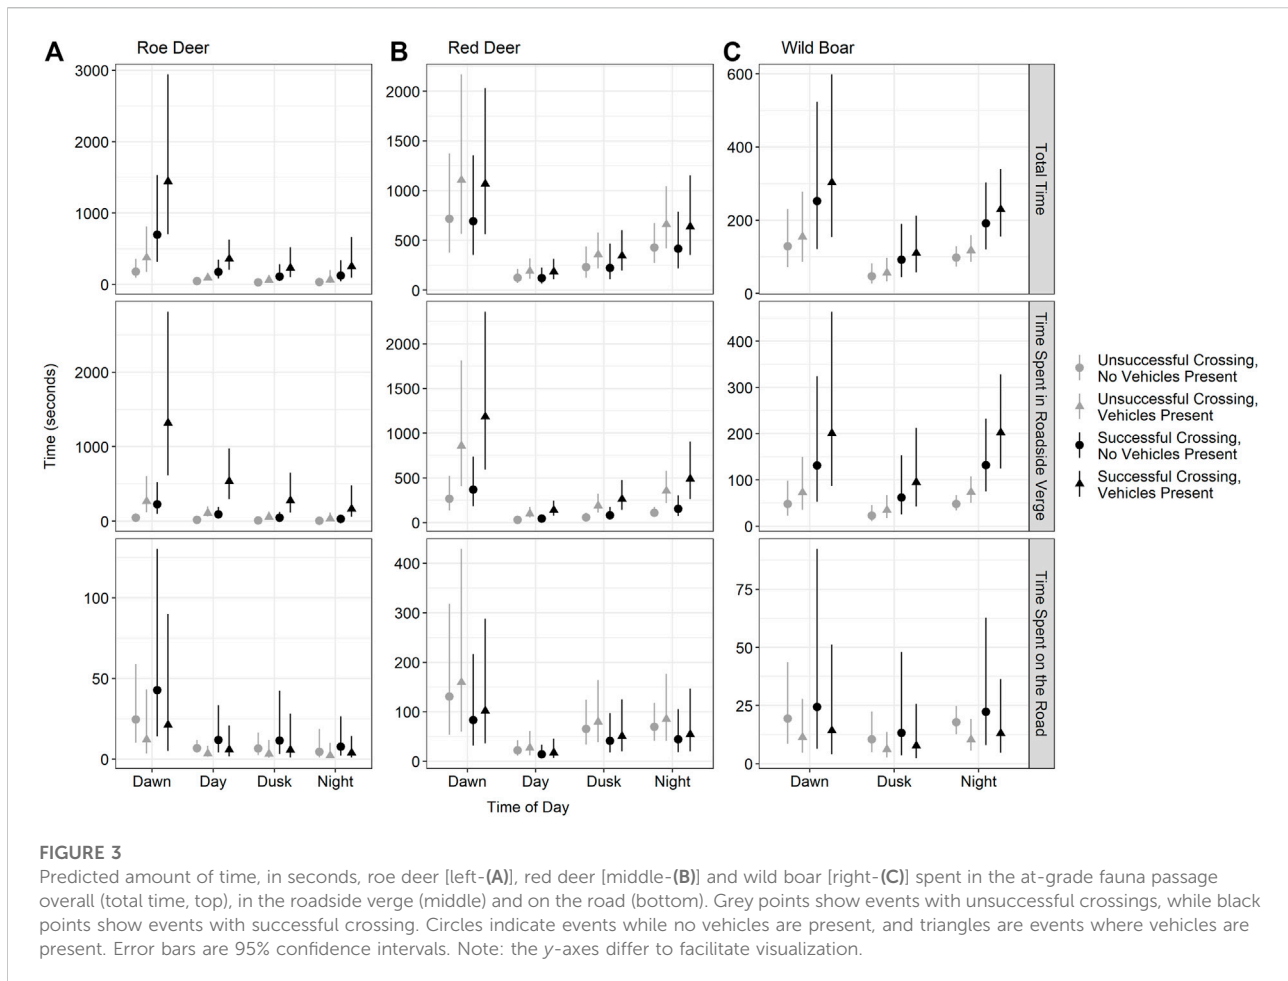 A Roe Deer
B Red Deer
C Wild Boar
3000
2000
1000
0
2000
1500
1000
500
0
600
400
200
0
Total Time
2000
1000
0
2000
1500
1000
500
0
400
300
200
100
0
Time Spent in Roadside Verge
100
50
0
400
300
200
100
0
75
50
25
0
Time Spent on the Road
Time (seconds)
Dawn Day Dusk Night
Dawn Day Dusk Night
Dawn Dusk Night
Time of Day
Unsuccessful Crossing,
No Vehicles Present
Unsuccessful Crossing,
Vehicles Present
Successful Crossing,
No Vehicles Present
Successful Crossing,
Vehicles Present
FIGURE 3
Predicted amount of time, in seconds, roe deer [left-(A)], red deer [middle-(B)] and wild boar [right-(C)] spent in the at-grade fauna passage
overall (total time, top), in the roadside verge (middle) and on the road (bottom). Grey points show events with unsuccessful crossings, while black
points show events with successful crossing. Circles indicate events while no vehicles are present, and triangles are events where vehicles are
present. Error bars are 95% confidence intervals. Note: the y-axes differ to facilitate visualization.